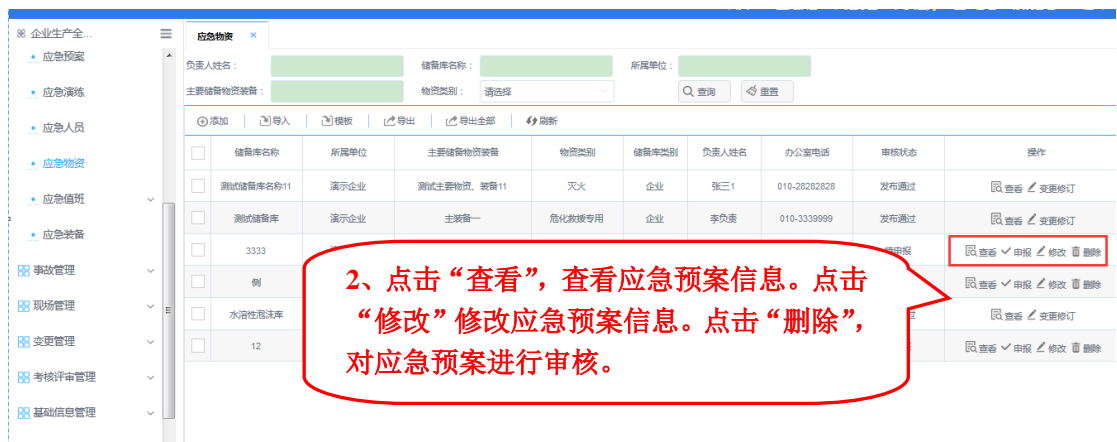 企业生产全...
应急预案
应急演练
应急人员
应急物资
应急值班
应急装备
事故管理
现场管理
变更管理
考核评审管理
基础信息管理
应急物资 ×
负责人姓名： 储备库名称： 所属单位：
主要储备物资装备： 物资类别： 请选择 查询 重置
添加 导入 模板 导出 导出全部 刷新
储备库名称 所属单位 主要储备物资装备 物资类别 储备库类别 负责人姓名 办公室电话 审核状态 操作
测试储备库名称11 演示企业 测试主要物资、装备11 灭火 企业 张三1 010-28282828 发布通过 查看 变更修订
测试储备库 演示企业 主装备一 危化救援专用 企业 李负责 010-3339999 发布通过 查看 变更修订
3333 查看 申报 修改 删除
例 查看 申报 修改 删除
水溶性泡沫库 查看 变更修订
12 查看 申报 修改 删除
2、点击“查看”，查看应急预案信息。点击
“修改”修改应急预案信息。点击“删除”，
对应急预案进行审核。